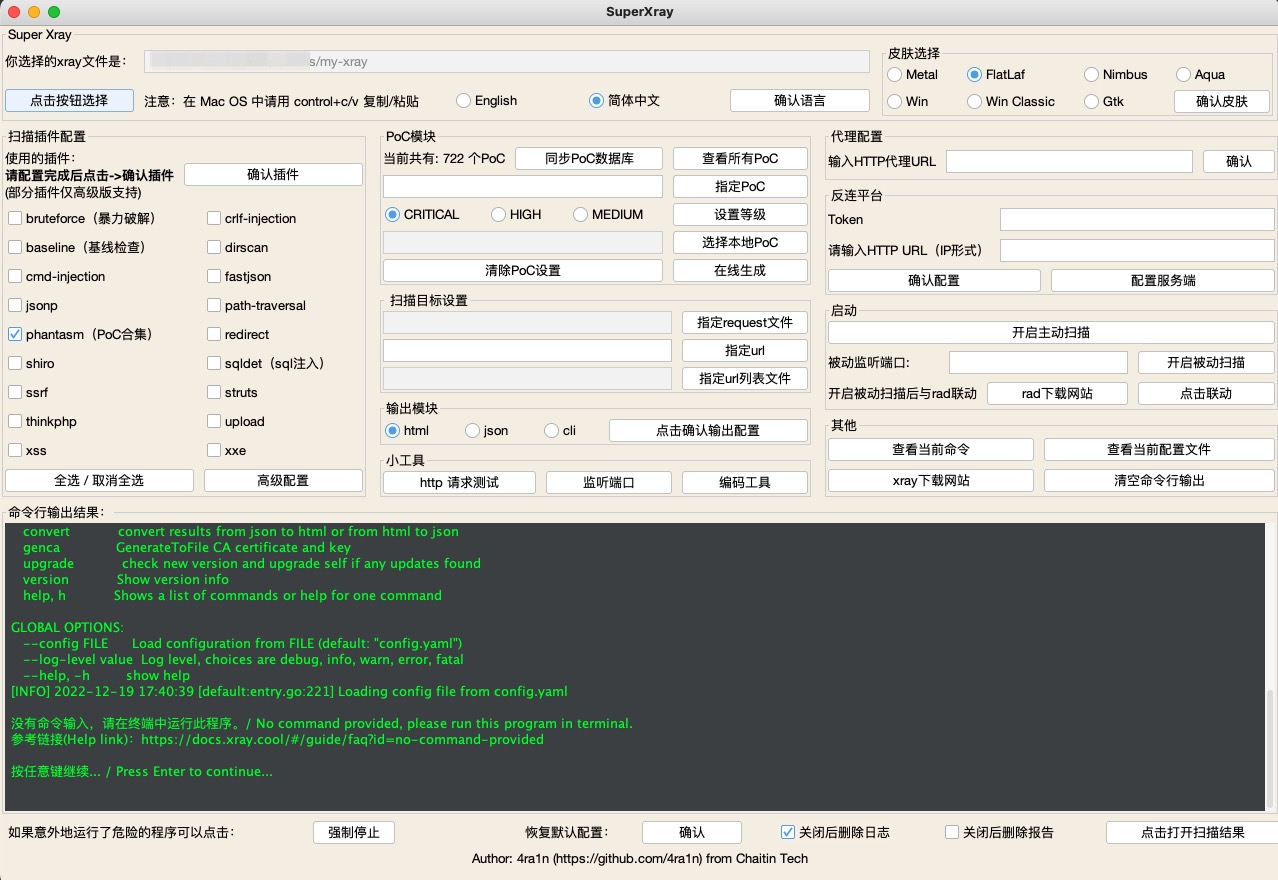 SuperXray
Super Xray
你选择的xray文件是:
s/my-xray
点击按钮选择
注意：在 Mac OS 中请用 control+c/v 复制/粘贴
English
简体中文
确认语言
皮肤选择
Metal
FlatLaf
Nimbus
Aqua
Win
Win Classic
Gtk
确认皮肤
扫描插件配置
使用的插件:
请配置完成后点击->确认插件
(部分插件仅高级版支持)
确认插件
bruteforce（暴力破解）
crlf-injection
baseline（基线检查）
dirscan
cmd-injection
fastjson
jsonp
path-traversal
phantasm（PoC合集）
redirect
shiro
sqldet（sql注入）
ssrf
struts
thinkphp
upload
xss
xxe
全选 / 取消全选
高级配置
PoC模块
当前共有: 722 个PoC
同步PoC数据库
查看所有PoC
指定PoC
CRITICAL
HIGH
MEDIUM
设置等级
选择本地PoC
清除PoC设置
在线生成
扫描目标设置
指定request文件
指定url
指定url列表文件
输出模块
html
json
cli
点击确认输出配置
小工具
http 请求测试
监听端口
编码工具
代理配置
输入HTTP代理URL
确认
反连平台
Token
请输入HTTP URL（IP形式）
确认配置
配置服务端
启动
开启主动扫描
被动监听端口:
开启被动扫描
开启被动扫描后与rad联动
rad下载网站
点击联动
其他
查看当前命令
查看当前配置文件
xray下载网站
清空命令行输出
命令行输出结果:
convert convert results from json to html or from html to json
genca GenerateToFile CA certificate and key
upgrade check new version and upgrade self if any updates found
version Show version info
help, h Shows a list of commands or help for one command
GLOBAL OPTIONS:
--config FILE Load configuration from FILE (default: "config.yaml")
--log-level value Log level, choices are debug, info, warn, error, fatal
--help, -h show help
[INFO] 2022-12-19 17:40:39 [default:entry.go:221] Loading config file from config.yaml
没有命令输入，请在终端中运行此程序。/ No command provided, please run this program in terminal.
参考链接(Help link)：https://docs.xray.cool/#/guide/faq?id=no-command-provided
按任意键继续... / Press Enter to continue...
如果意外地运行了危险的程序可以点击:
强制停止
恢复默认配置:
确认
关闭后删除日志
关闭后删除报告
点击打开扫描结果
Author: 4ra1n (https://github.com/4ra1n) from Chaitin Tech